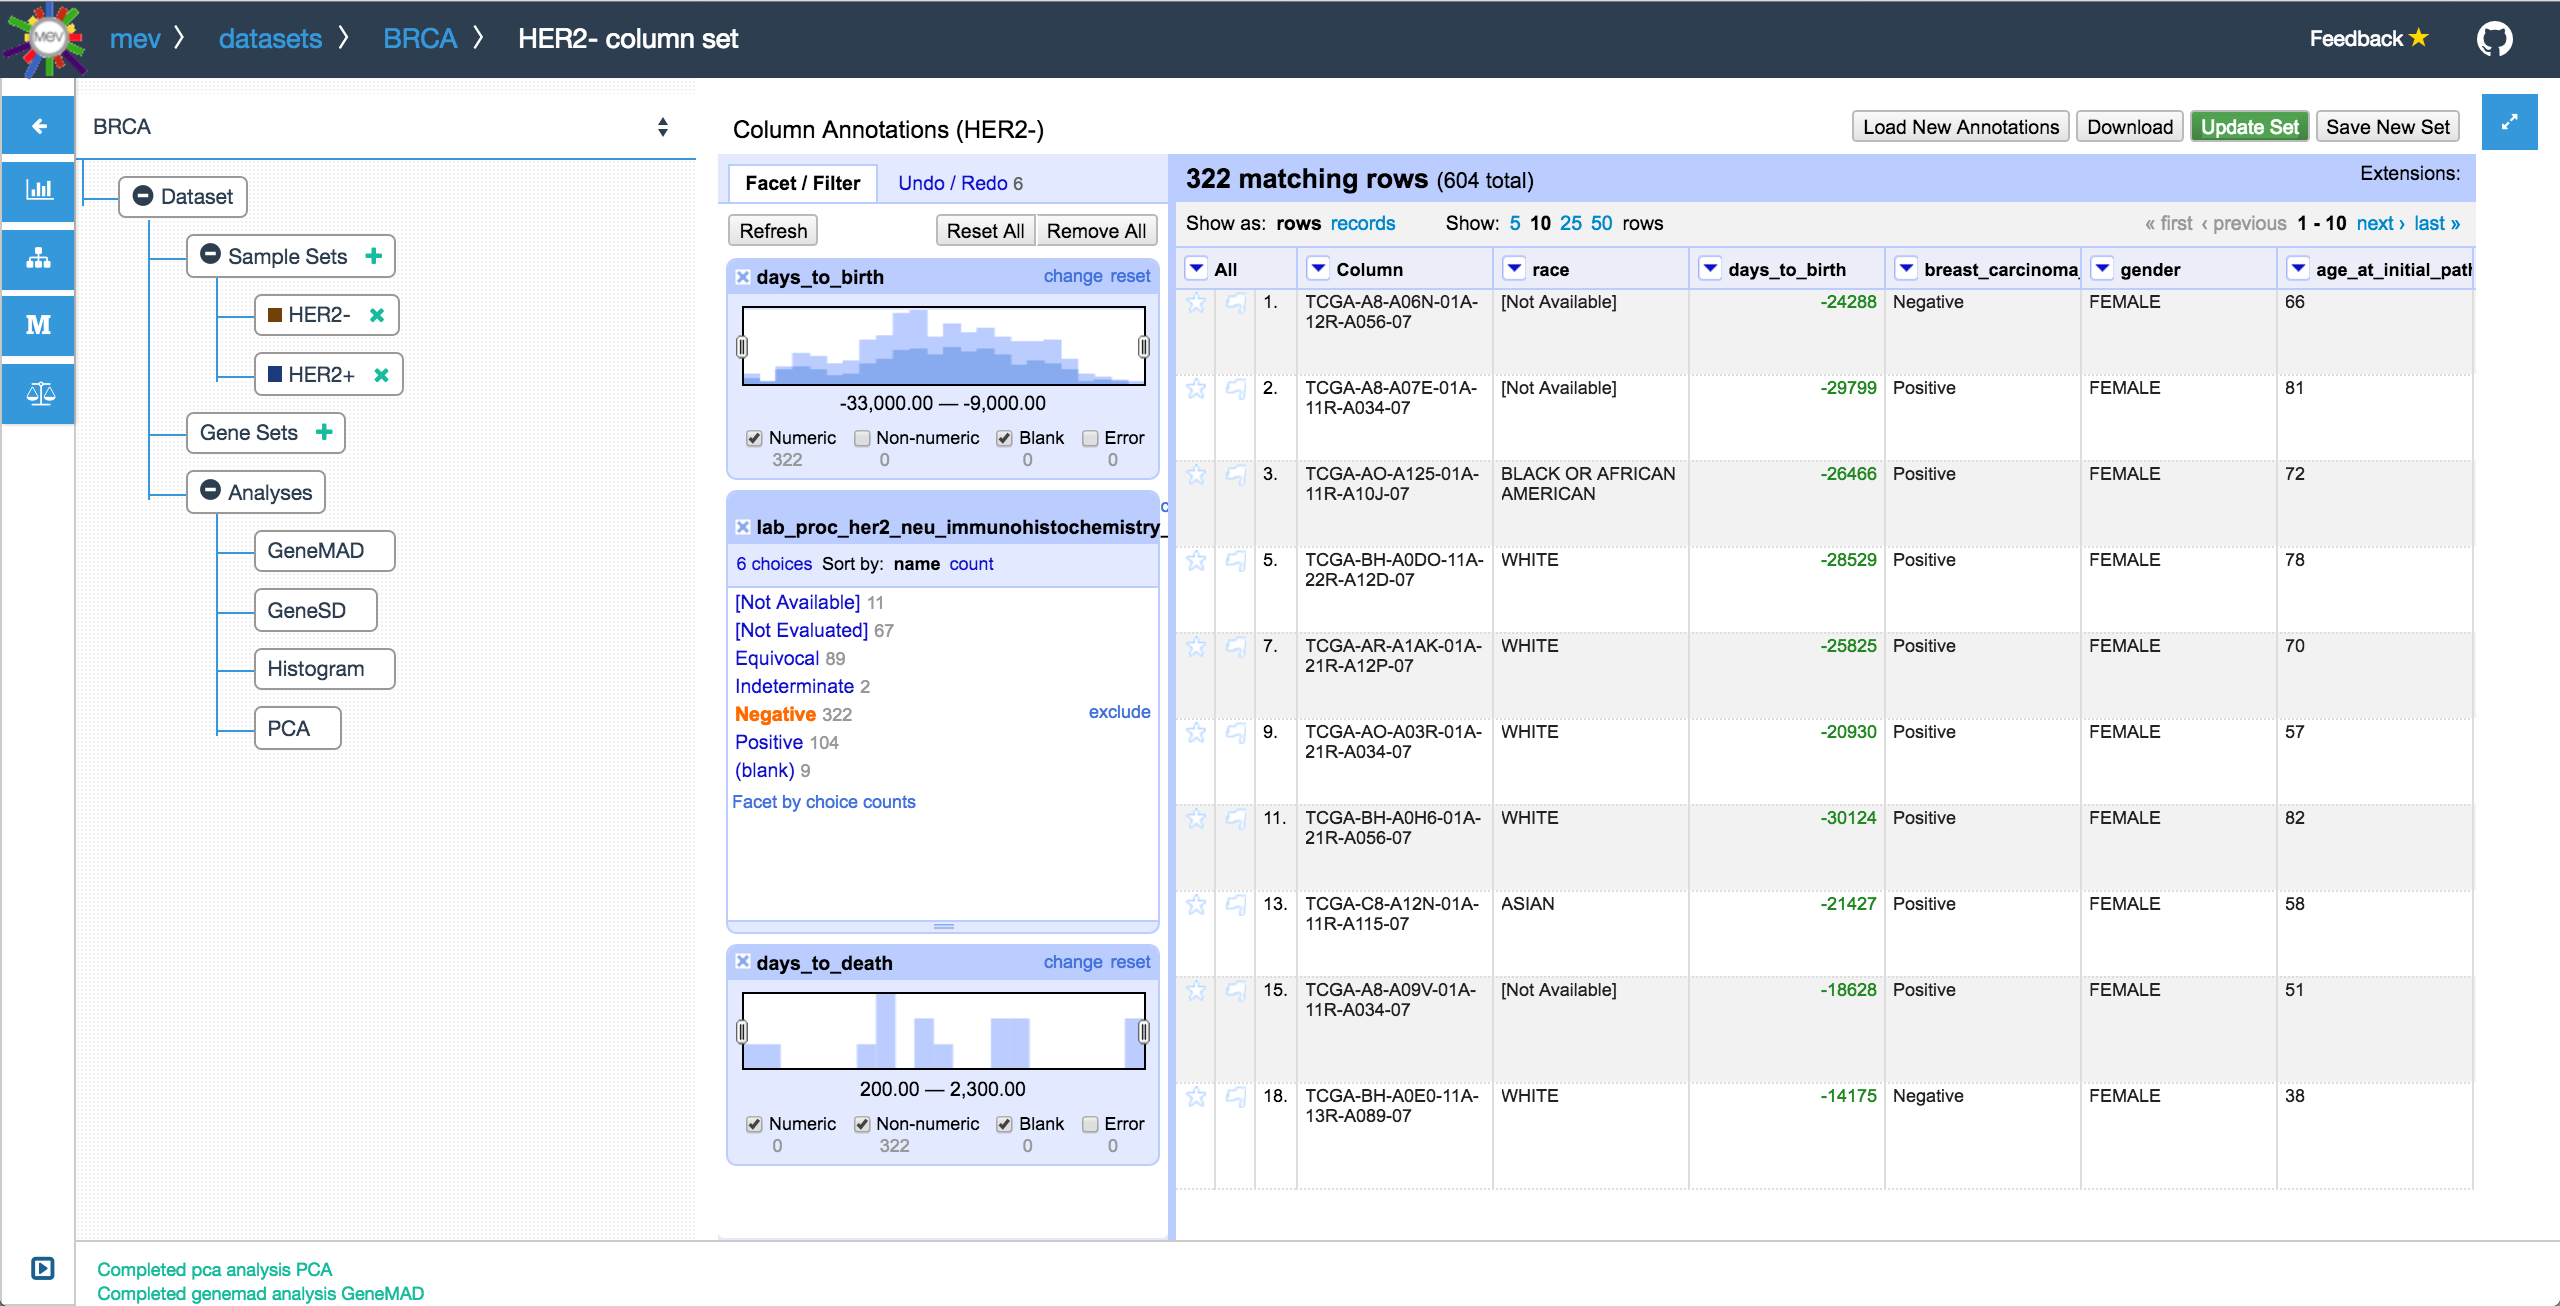 MeV
mev
datasets
BRCA
HER2- column set
Feedback
BRCA
Dataset
Sample Sets
HER2-
HER2+
Gene Sets
Analyses
GeneMAD
GeneSD
Histogram
PCA
M
Column Annotations (HER2-)
Load New Annotations
Download
Update Set
Save New Set
Facet / Filter
Undo / Redo 6
Refresh
Reset All
Remove All
days_to_birth
change reset
-33,000.00 — -9,000.00
Numeric Non-numeric Blank Error
322 0 0 0
lab_proc_her2_neu_immunohistochemistry_
6 choices Sort by: name count
[Not Available] 11
[Not Evaluated] 67
Equivocal 89
Indeterminate 2
Negative 322 exclude
Positive 104
(blank) 9
Facet by choice counts
days_to_death
change reset
200.00 — 2,300.00
Numeric Non-numeric Blank Error
0 322 0 0
322 matching rows (604 total)
Extensions:
Show as: rows records Show: 5 10 25 50 rows
« first ‹ previous 1 - 10 next › last »
All Column race days_to_birth breast_carcinoma_ gender age_at_initial_path
1. TCGA-A8-A06N-01A- [Not Available] -24288 Negative FEMALE 66
12R-A056-07
2. TCGA-A8-A07E-01A- [Not Available] -29799 Positive FEMALE 81
11R-A034-07
3. TCGA-AO-A125-01A- BLACK OR AFRICAN -26466 Positive FEMALE 72
11R-A10J-07 AMERICAN
5. TCGA-BH-A0DO-11A- WHITE -28529 Positive FEMALE 78
22R-A12D-07
7. TCGA-AR-A1AK-01A- WHITE -25825 Positive FEMALE 70
21R-A12P-07
9. TCGA-AO-A03R-01A- WHITE -20930 Positive FEMALE 57
21R-A034-07
11. TCGA-BH-A0H6-01A- WHITE -30124 Positive FEMALE 82
21R-A056-07
13. TCGA-C8-A12N-01A- ASIAN -21427 Positive FEMALE 58
11R-A115-07
15. TCGA-A8-A09V-01A- [Not Available] -18628 Positive FEMALE 51
11R-A034-07
18. TCGA-BH-A0E0-11A- WHITE -14175 Negative FEMALE 38
13R-A089-07
Completed pca analysis PCA
Completed genemad analysis GeneMAD